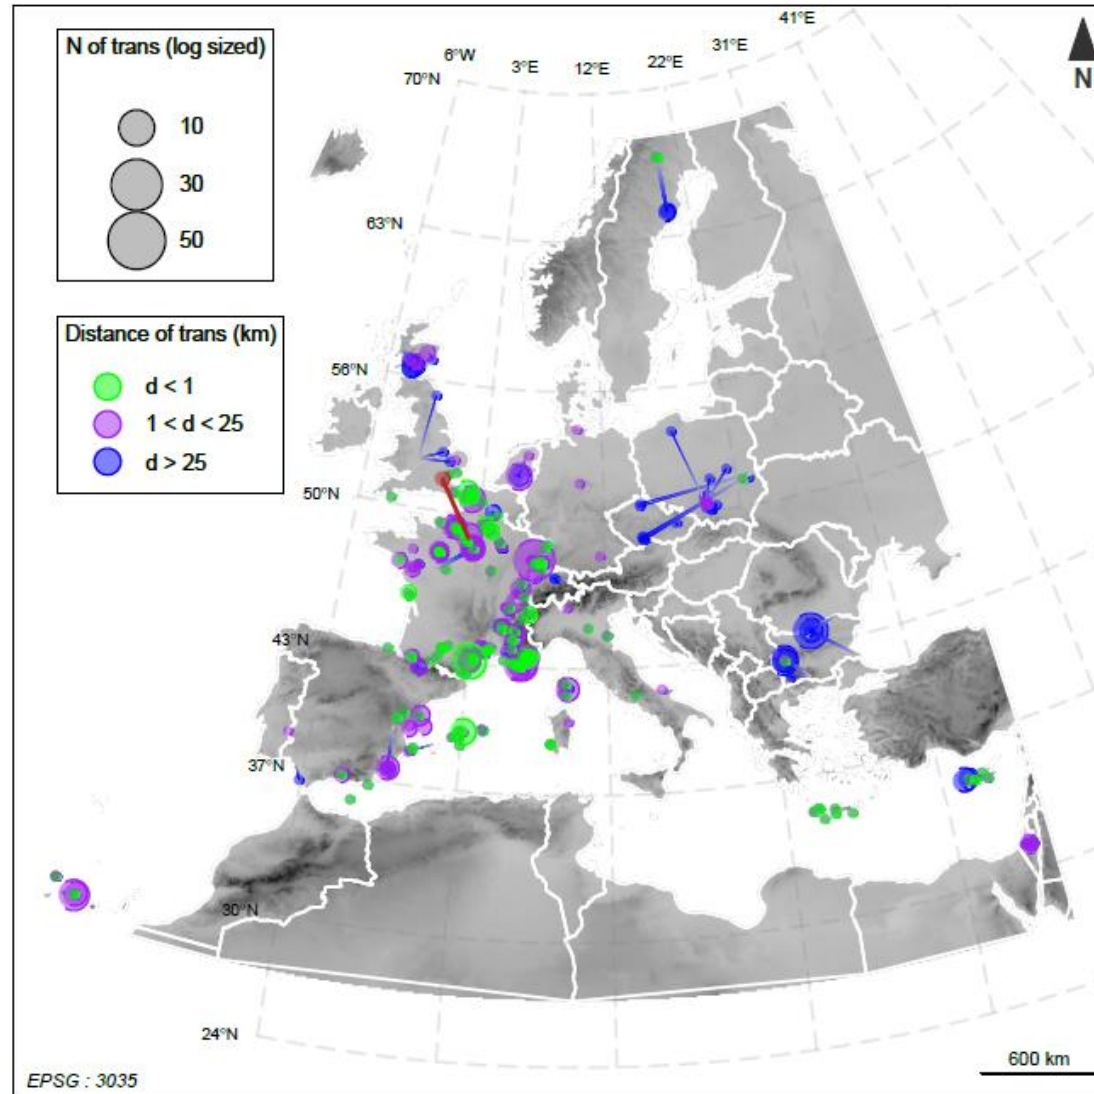 N of trans (log sized)
10
30
50
Distance of trans (km)
d < 1
1 < d < 25
d > 25
6°W
3°E
12°E
22°E
31°E
41°E
70°N
63°N
56°N
50°N
43°N
37°N
30°N
24°N
N
600 km
EPSG : 3035